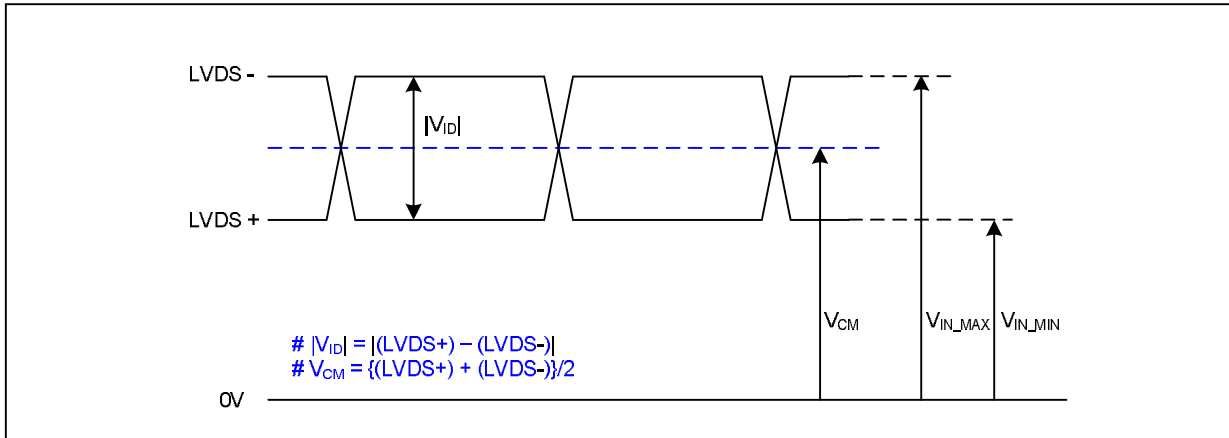 LVDS -
|VID|
LVDS +
VCM
VIN_MAX
VIN_MIN
# |VID| = |(LVDS+) – (LVDS-)|
# VCM = {(LVDS+) + (LVDS-)}/2
0V